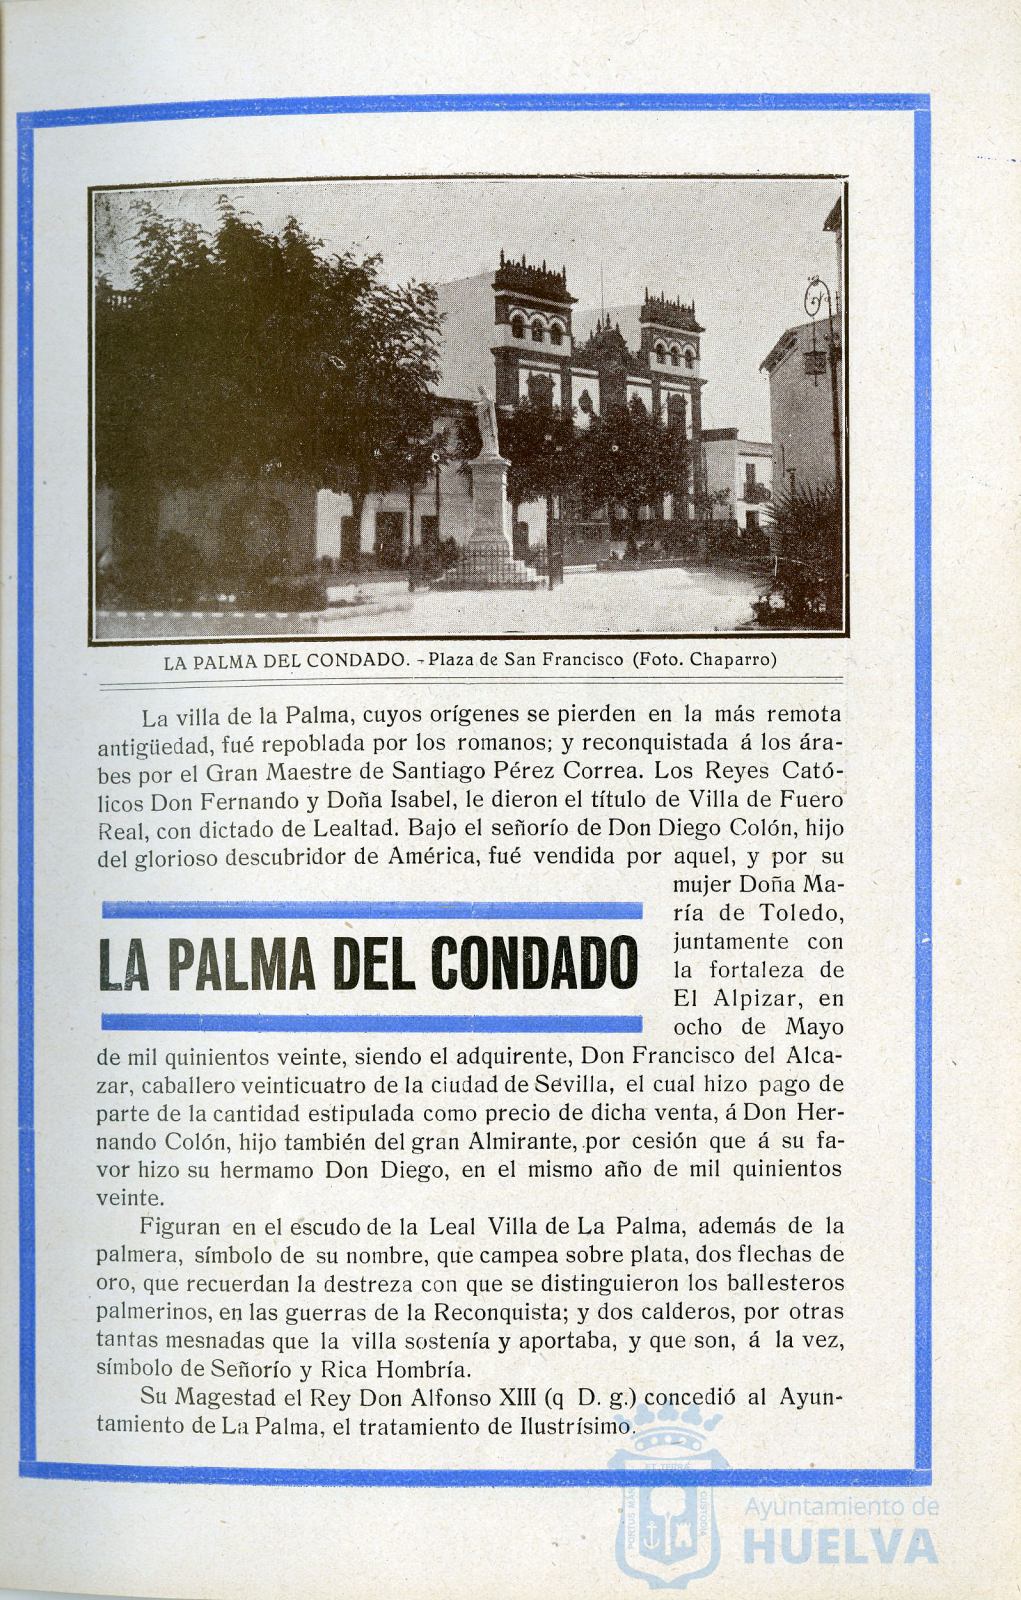 LA PALMA DEL CONDADO. - Plaza de San Francisco (Foto. Chaparro)
La villa de la Palma, cuyos orígenes se pierden en la más remota
antigüedad, fué repoblada por los romanos; y reconquistada á los ára-
bes por el Gran Maestre de Santiago Pérez Correa. Los Reyes Cató-
licos Don Fernando y Doña Isabel, le dieron el título de Villa de Fuero
Real, con dictado de Lealtad. Bajo el señorío de Don Diego Colón, hijo
del glorioso descubridor de América, fué vendida por aquel, y por su
mujer Doña Ma-
ría de Toledo,
juntamente con
la fortaleza de
El Alpizar, en
ocho de Mayo
LA PALMA DEL CONDADO
de mil quinientos veinte, siendo el adquirente, Don Francisco del Alca-
zar, caballero veinticuatro de la ciudad de Sevilla, el cual hizo pago de
parte de la cantidad estipulada como precio de dicha venta, á Don Her-
nando Colón, hijo también del gran Almirante, por cesión que á su fa-
vor hizo su hermamo Don Diego, en el mismo año de mil quinientos
veinte.
Figuran en el escudo de la Leal Villa de La Palma, además de la
palmera, símbolo de su nombre, que campea sobre plata, dos flechas de
oro, que recuerdan la destreza con que se distinguieron los ballesteros
palmerinos, en las guerras de la Reconquista; y dos calderos, por otras
tantas mesnadas que la villa sostenía y aportaba, y que son, á la vez,
símbolo de Señorío y Rica Hombría.
Su Magestad el Rey Don Alfonso XIII (q D. g.) concedió al Ayun-
tamiento de La Palma, el tratamiento de Ilustrísimo.
PORTUS MARIS ET TERRÆ CUSTODIA
Ayuntamiento de
HUELVA